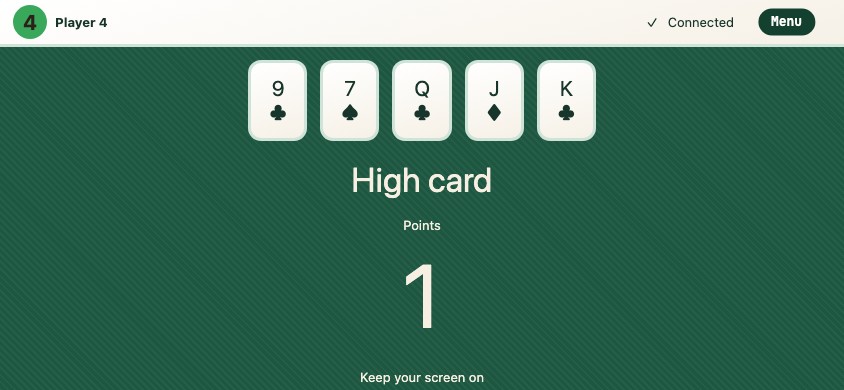 4 Player 4 ✓ Connected Menu
9 7 Q J K
♣ ♠ ♣ ♦ ♣
High card
Points
1
Keep your screen on